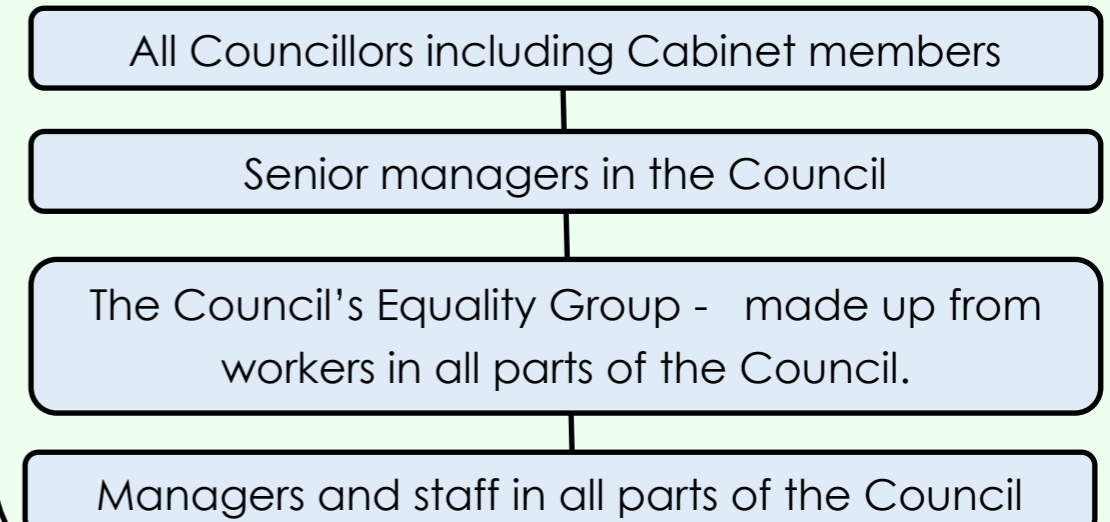 All Councillors including Cabinet members
Senior managers in the Council
The Council’s Equality Group -   made up from
workers in all parts of the Council.
Managers and staff in all parts of the Council